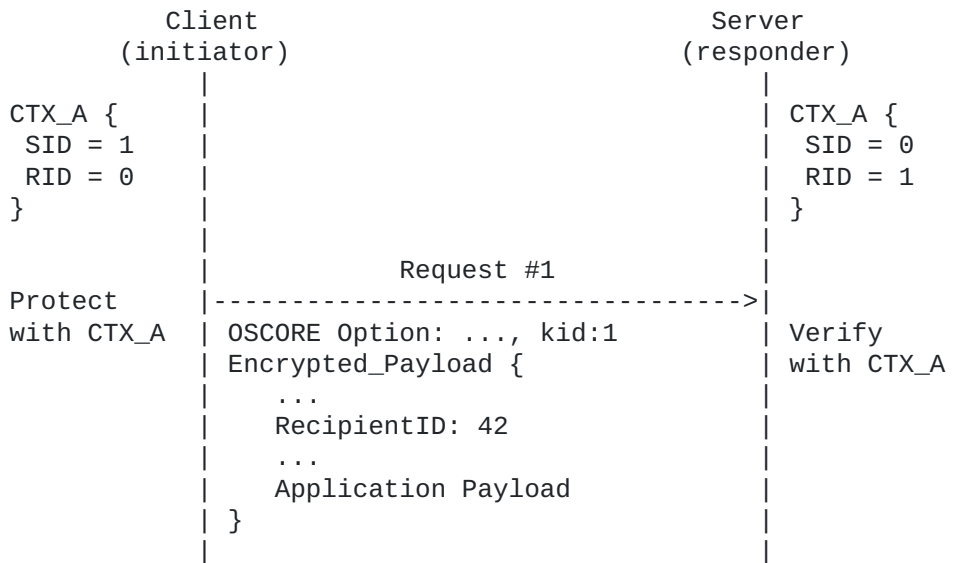 Client                             Server
       (initiator)                         (responder)
            |                                   |
CTX_A {     |                                   | CTX_A {
 SID = 1    |                                   |  SID = 0
 RID = 0    |                                   |  RID = 1
}           |                                   | }
            |                                   |
            |            Request #1             |
Protect     |---------------------------------->|
with CTX_A  | OSCORE Option: ..., kid:1         | Verify
            | Encrypted_Payload {               | with CTX_A
            |    ...                            |
            |    RecipientID: 42                |
            |    ...                            |
            |    Application Payload            |
            | }                                 |
            |                                   |